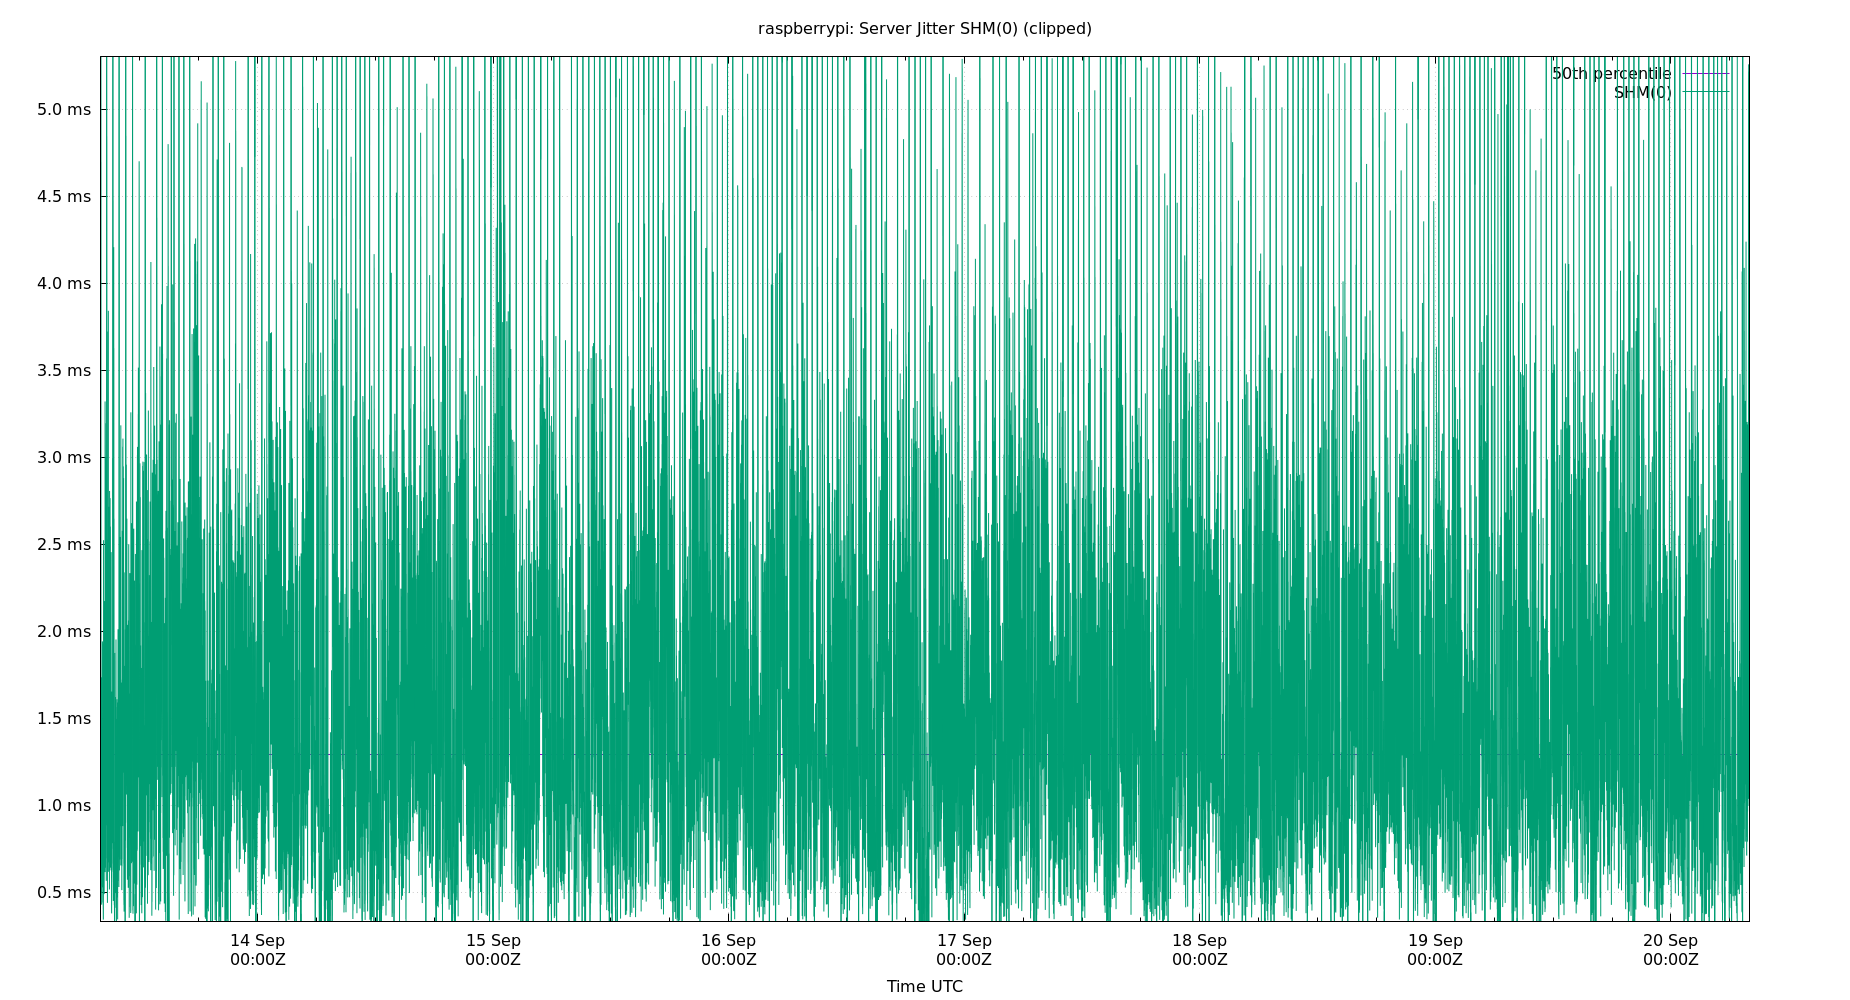 raspberrypi: Server Jitter SHM(0) (clipped)
50th percentile
SHM(0)
5.0 ms
4.5 ms
4.0 ms
3.5 ms
3.0 ms
2.5 ms
2.0 ms
1.5 ms
1.0 ms
0.5 ms
14 Sep 15 Sep 16 Sep 17 Sep 18 Sep 19 Sep 20 Sep
00:00Z 00:00Z 00:00Z 00:00Z 00:00Z 00:00Z 00:00Z
Time UTC